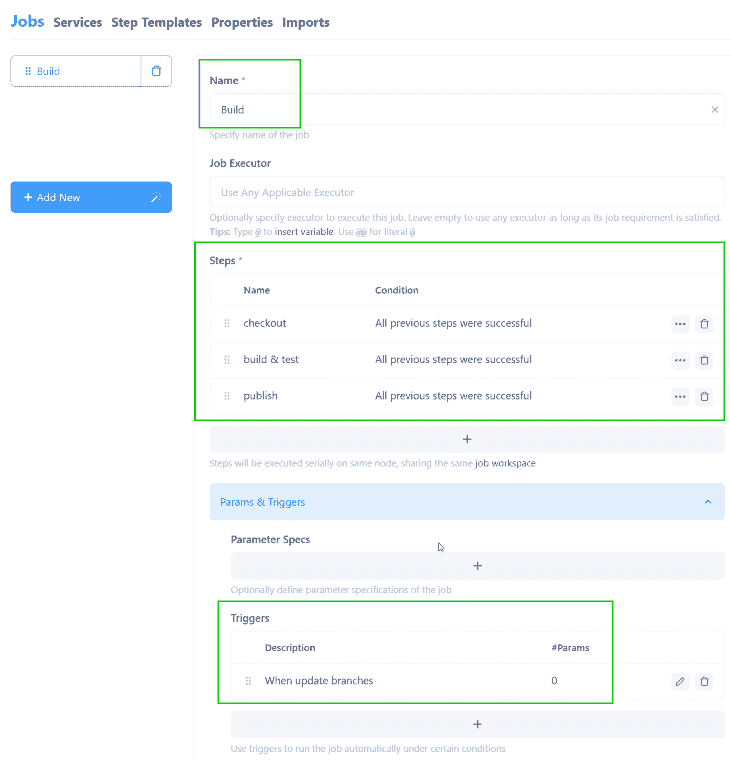 Jobs Services Step Templates Properties Imports
Build
Add New
Name *
Build
Specify name of the job
Job Executor
Use Any Applicable Executor
Optionally specify executor to execute this job. Leave empty to use any executor as long as its job requirement is satisfied.
Tips: Type @ to insert variable. Use @@ for literal @
Steps *
Name Condition
checkout All previous steps were successful
build & test All previous steps were successful
publish All previous steps were successful
Steps will be executed serially on same node, sharing the same job workspace
Params & Triggers
Parameter Specs
Optionally define parameter specifications of the job
Triggers
Description #Params
When update branches 0
Use triggers to run the job automatically under certain conditions